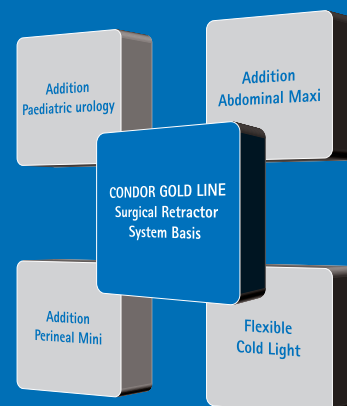 Addition
Paediatric urology
Addition
Abdominal Maxi
CONDOR GOLD LINE
Surgical Retractor
System Basis
Addition
Perineal Mini
Flexible
Cold Light